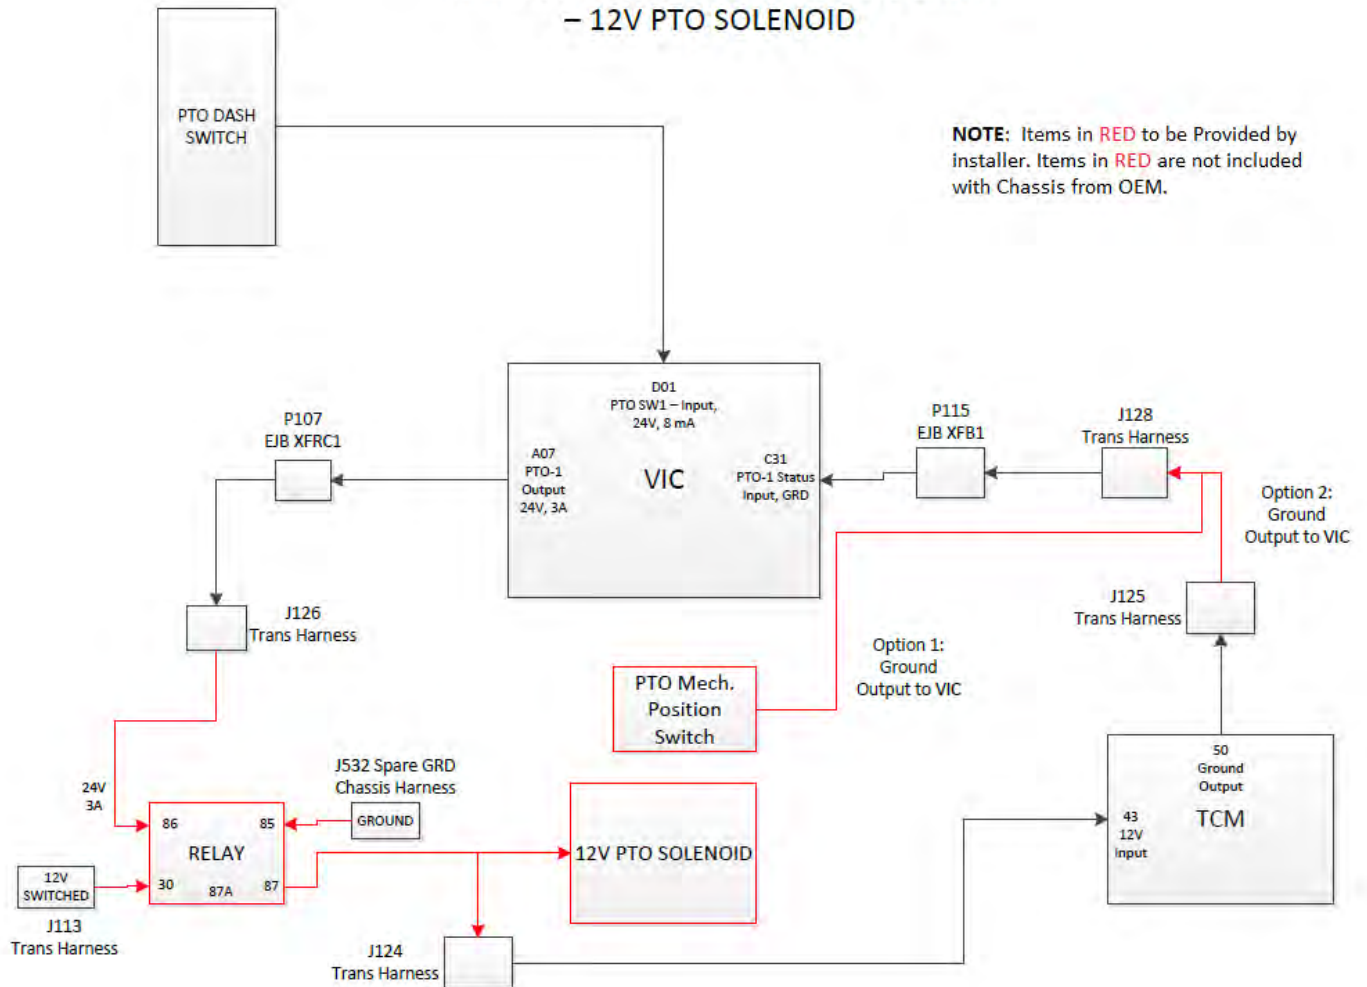 – 12V PTO SOLENOID
PTO DASH
SWITCH
NOTE: Items in RED to be Provided by
installer. Items in RED are not included
with Chassis from OEM.
D01
PTO SW1 – Input,
24V, 8 mA
A07
PTO-1
Output
24V, 3A
VIC
C31
PTO-1 Status
Input, GRD
P107
EJB XFRC1
P115
EJB XFB1
J128
Trans Harness
Option 2:
Ground
Output to VIC
J126
Trans Harness
J125
Trans Harness
Option 1:
Ground
Output to VIC
PTO Mech.
Position
Switch
24V
3A
J532 Spare GRD
Chassis Harness
GROUND
86
85
RELAY
30
87A
87
12V
SWITCHED
J113
Trans Harness
12V PTO SOLENOID
J124
Trans Harness
50
Ground
Output
43
12V
Input
TCM